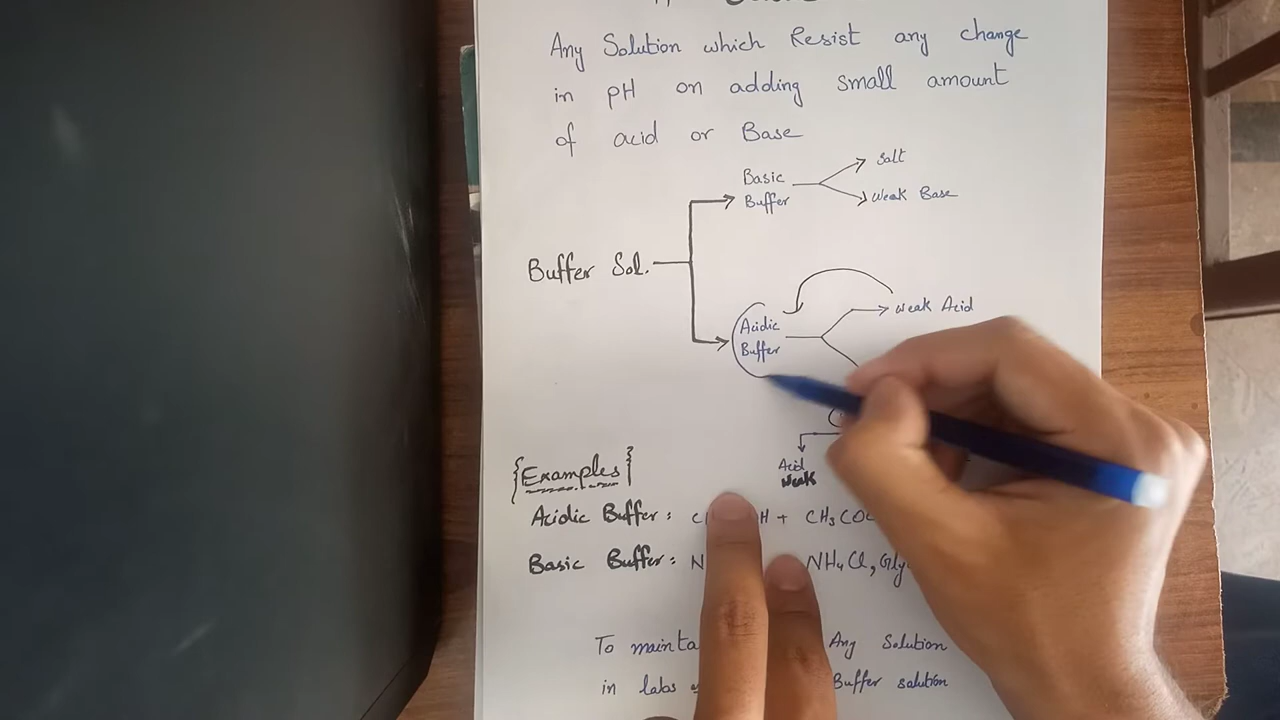 Any Solution which Resist any change
in pH on adding small amount
of acid or Base
Basic
Buffer
Salt
Weak Base
Buffer Sol.
Acidic
Buffer
Weak Acid
Acid
Weak
{Examples}
Acidic Buffer: + 
Basic Buffer: NH4Cl,
To Any Solution
in labs Buffer solution